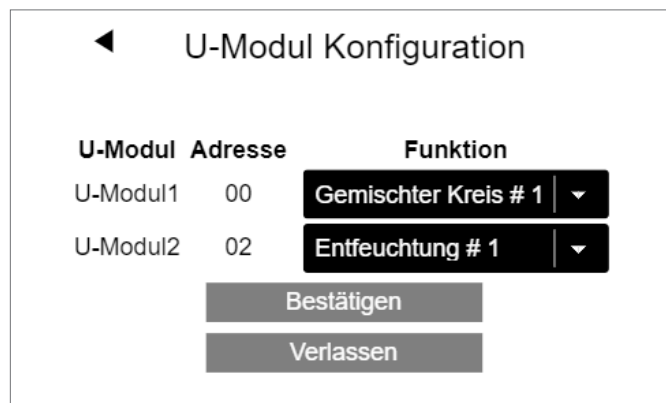 U-Modul Konfiguration
U-Modul Adresse Funktion
U-Modul1 00 Gemischter Kreis # 1
U-Modul2 02 Entfeuchtung # 1
Bestätigen
Verlassen